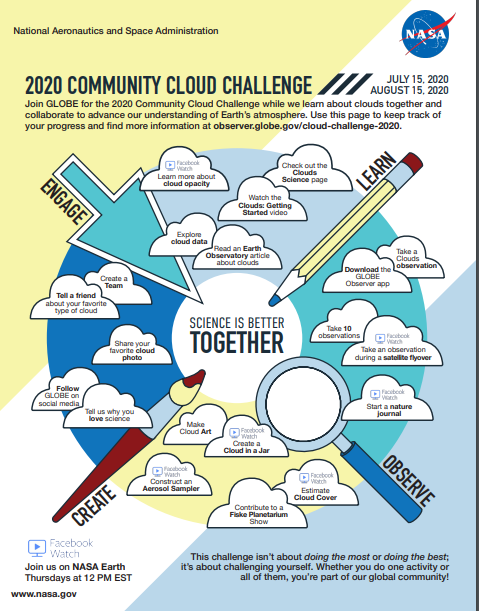 National Aeronautics and Space Administration
NASA
2020 COMMUNITY CLOUD CHALLENGE
JULY 15, 2020
AUGUST 15, 2020
Join GLOBE for the 2020 Community Cloud Challenge while we learn about clouds together and
collaborate to advance our understanding of Earth's atmosphere. Use this page to keep track of
your progress and find more information at observer.globe.gov/cloud-challenge-2020.
ENGAGE
LEARN
Facebook
Watch
Learn more about
cloud opacity
Check out the
Clouds
Science page
Watch the
Clouds: Getting
Started video
Explore
cloud data
Read an Earth
Observatory article
about clouds
Create a
Team
Tell a friend
about your favorite
type of cloud
Share your
favorite cloud
photo
Follow
GLOBE on
social media
Tell us why you
love science
SCIENCE IS BETTER
TOGETHER
Take a
Clouds
observation
Download the
GLOBE
Observer app
Take 10
observations
Facebook
Watch
Take an observation
during a satellite flyover
Facebook
Watch
Start a nature
journal
Make
Cloud Art
Facebook
Watch
Create a
Cloud in a Jar
Facebook
Watch
Construct an
Aerosol Sampler
Facebook
Watch
Estimate
Cloud Cover
Contribute to a
Fiske Planetarium
Show
CREATE
OBSERVE
Facebook
Watch
Join us on NASA Earth
Thursdays at 12 PM EST
www.nasa.gov
This challenge isn't about doing the most or doing the best;
it's about challenging yourself. Whether you do one activity or
all of them, you're part of our global community!